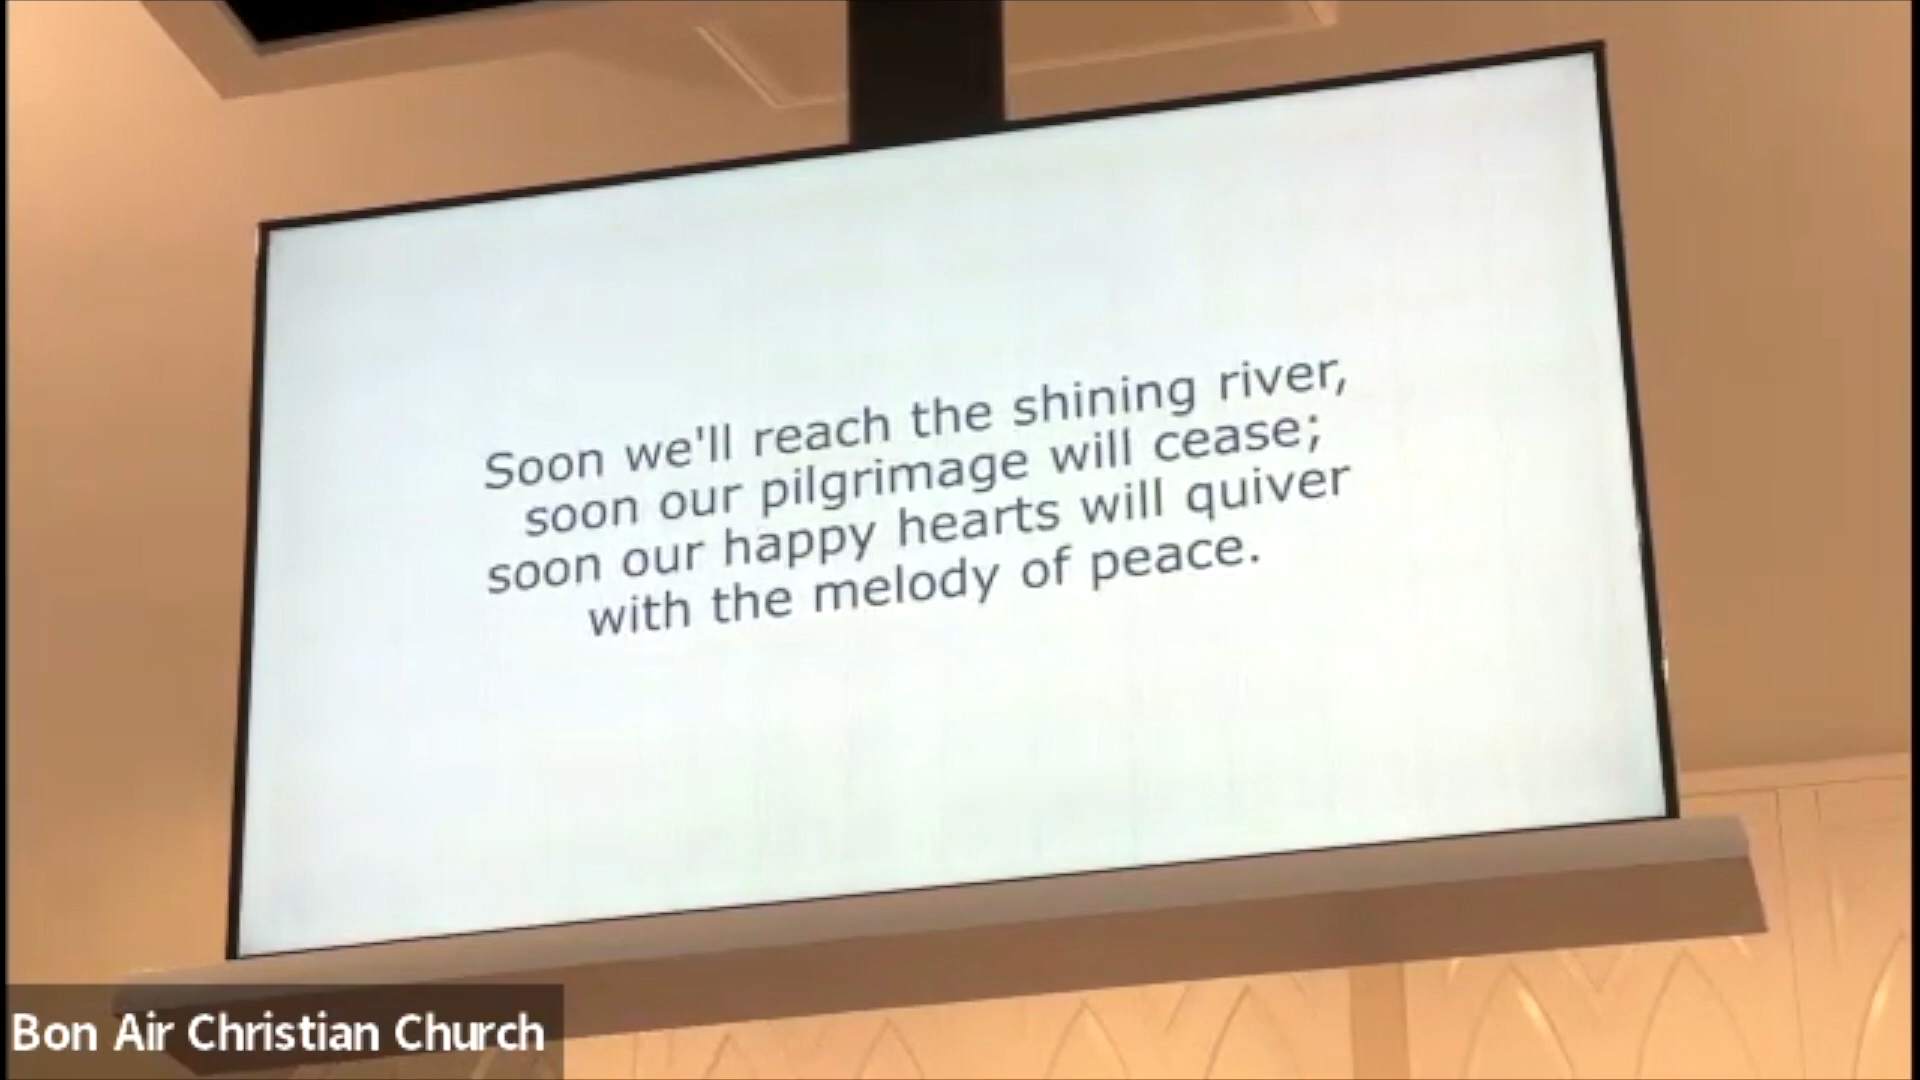 Soon we'll reach the shining river,
soon our pilgrimage will cease;
soon our happy hearts will quiver
with the melody of peace.
Bon Air Christian Church